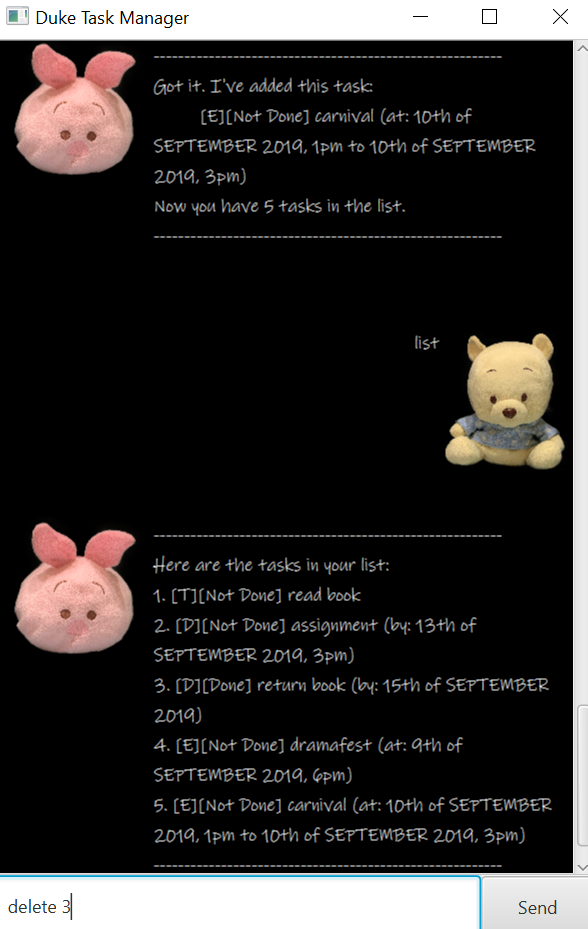 Duke Task Manager
------------------------------------------------------------
Got it. I've added this task:
[E][Not Done] carnival (at: 10th of
SEPTEMBER 2019, 1pm to 10th of SEPTEMBER
2019, 3pm)
Now you have 5 tasks in the list.
------------------------------------------------------------
list
------------------------------------------------------------
Here are the tasks in your list:
1. [T][Not Done] read book
2. [D][Not Done] assignment (by: 13th of
SEPTEMBER 2019, 3pm)
3. [D][Done] return book (by: 15th of SEPTEMBER
2019)
4. [E][Not Done] dramafest (at: 9th of
SEPTEMBER 2019, 6pm)
5. [E][Not Done] carnival (at: 10th of SEPTEMBER
2019, 1pm to 10th of SEPTEMBER 2019, 3pm)
------------------------------------------------------------
delete 3
Send